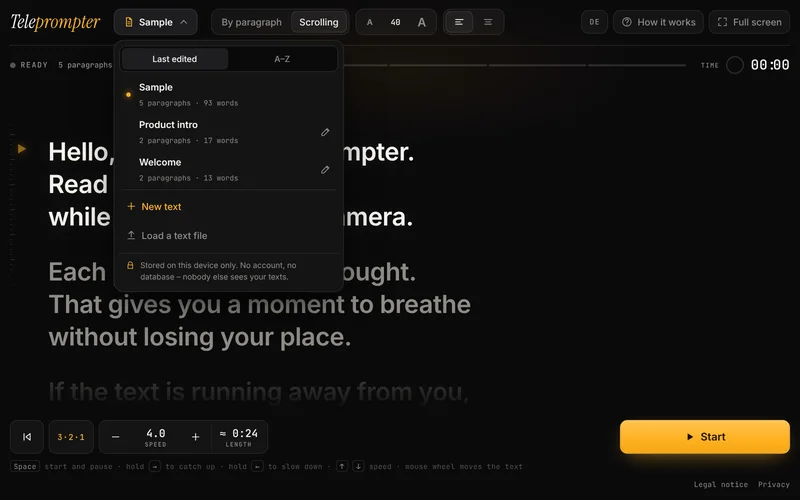 Teleprompter
Sample
By paragraph
Scrolling
A 40 A
DE
How it works
Full screen
READY 5 paragraphs
TIME 00:00
Last edited
A–Z
Sample
5 paragraphs · 93 words
Product intro
2 paragraphs · 17 words
Welcome
2 paragraphs · 13 words
New text
Load a text file
Stored on this device only. No account, no
database – nobody else sees your texts.
Hello, mpter.
Read
while mera.
Each ought.
That gives you a moment to breathe
without losing your place.
If the text is running away from you,
3·2·1
− 4.0 +
SPEED
≈ 0:24
LENGTH
Start
Space start and pause · hold → to catch up · hold ← to slow down · ↑ ↓ speed · mouse wheel moves the text
Legal notice Privacy